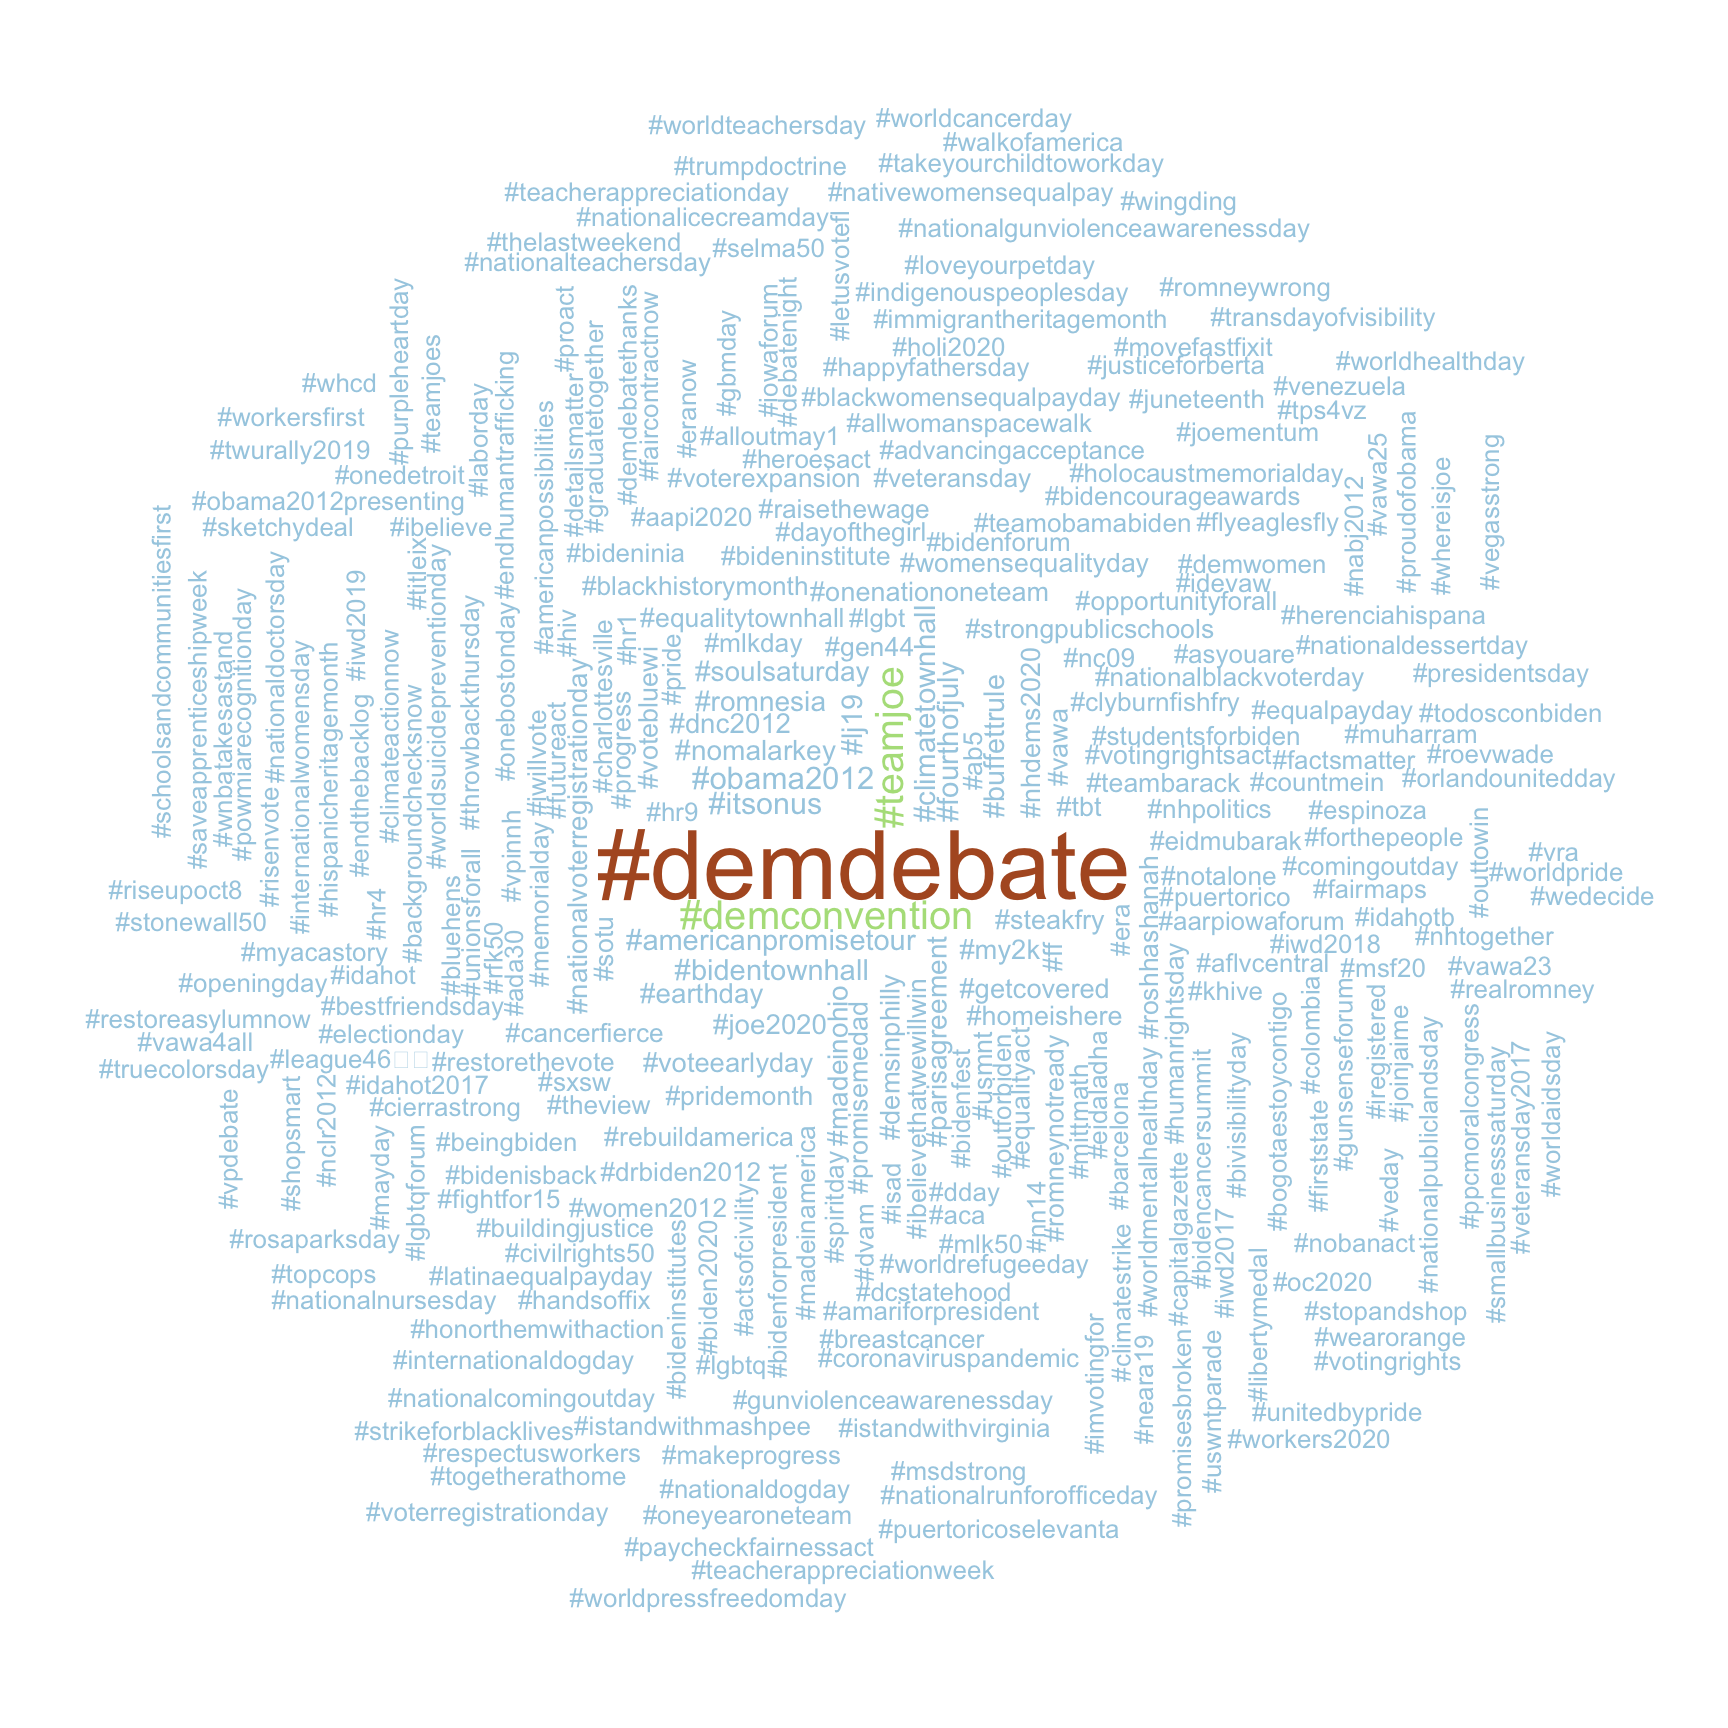 #worldteachersday
#worldcancerday
#walkofamerica
#trumpdoctrine
#takeyourchildtoworkday
#teacherappreciationday
#nativewomensequalpay
#wingding
#nationalicecreamday
#letusvotefl
#nationalgunviolenceawarenessday
#thelastweekend
#selma50
#nationalteachersday
#loveyourpetday
#indigenouspeoplesday
#romneywrong
#purpleheartday
#teamjoes
#proact
#graduatetogether
#demdebatethanks
#faircontractnow
#gbmday
#iowaforum
#debatenight
#immigrantheritagemonth
#transdayofvisibility
#holi2020
#movefastfixit
#worldhealthday
#whcd
#happyfathersday
#justiceforberta
#eranow
#blackwomensequalpayday
#juneteenth
#venezuela
#tps4vz
#workersfirst
#laborday
#endhumantrafficking
#detailsmatter
#americampossibilities
#allwomanspacewalk
#joementum
#alloutmay1
#twurally2019
#heroesact
#advancingacceptance
#onedetroit
#voterexpansion
#veteransday
#holocaustmemorialday
#vawa25
#proudofobama
#whereisjoe
#vegasstrong
#nabj2012
#obama2012presenting
#bidencourageawards
#sketchydeal
#ibelieve
#aapi2020
#raisethewage
#dayofthegirl
#teamobamabiden
#flyeaglesfly
#bidenforum
#schoolsandcommunitiesfirst
#titleix
#bideninia
#bideninstitute
#womensequalityday
#demwomen
#idevaw
#blackhistorymonth
#onenationoneteam
#opportunityforall
#herenciahispana
#equalitytownhall
#lgbt
#strongpublicschools
#mlkday
#gen44
#nc09
#asyouare
#nationaldessertday
#saveapprenticeshipweek
#wnbatakesastand
#powmiarecognitionday
#nationaldoctorsday
#risenvote
#internationalwomensday
#hispanicheritagemonth
#iwd2019
#endthebacklog
#climateactionnow
#backgroundchecksnow
#worldsuicidepreventionday
#throwbackthursday
#onebostonday
#hiv
#charlottesville
#hr1
#pride
#soulsaturday
#nationalblackvoterday
#presidentsday
#romnesia
#clyburnfishfry
#equalpayday
#todosconbiden
#willvote
#futureact
#nationalvoterregistrationday
#progress
#votebluewi
#dnc2012
#lj19
#teamjoe
#climatetownhall
#fourthofjuly
#ab5
#buffettrule
#nhdems2020
#vawa
#studentsforbiden
#muharram
#nomalarkey
#votingrightsact
#factsmatter
#roevwade
#obama2012
#teambarack
#countmein
#orlandounitedday
#hr9
#itsonus
#tbt
#nhpolitics
#espinoza
#demdebate
#eidmubarak
#forthepeople
#outtowin
#vra
#worldpride
#comingoutday
#notalone
#riseupoct8
#puertorico
#fairmaps
#wedecide
#stonewall50
#hr4
#bluehens
#unionsforall
#rfk50
#vpinnh
#ada30
#memorialday
#sotu
#demconvention
#steakfry
#era
#roshhashanah
#aarpiowaforum
#idahotb
#nhtogether
#americanpromisetour
#my2k
#ff
#iwd2018
#myacastory
#idahot
#bidentownhall
#aflvcentral
#msf20
#vawa23
#openingday
#earthday
#getcovered
#khive
#realromney
#bestfriendsday
#restoreasylumnow
#electionday
#cancerfierce
#joe2020
#homeishere
#vawa4all
#league46
#restorethevote
#voteearlyday
#truecolorsday
#idahot2017
#sxsw
#pridemonth
#cierrastrong
#theview
#vpdebate
#shopsmart
#nclr2012
#mayday
#lgbtqforum
#beingbiden
#rebuildamerica
#bidenisback
#drbiden2012
#fightfor15
#women2012
#madeinohio
#promisemedad
#spiritday
#madeinamerica
#demsinphilly
#parisagreement
#ibelievethatwewillwin
#isad
#dvam
#bidenfest
#usmnt
#outforbiden
#equalityact
#romneynotready
#mittmath
#eidaladha
#barcelona
#worldmentalhealthday
#humanrightsday
#capitalgazette
#bidencancersummit
#bivisibilityday
#bogotaestoycontigo
#colombia
#firststate
#gunsenseforum
#iregistered
#joinjaime
#veday
#nationalpubliclandsday
#ppcmoralcongress
#smallbusinesssaturday
#veteransday2017
#worldaidsday
#dday
#aca
#nn14
#mlk50
#buildingjustice
#rosaparksday
#civilrights50
#nobanact
#topcops
#latinaequalpayday
#worldrefugeeday
#oc2020
#bideninstitutes
#biden2020
#actsofcivility
#bidenforpresident
#dcstatehood
#nationalnursesday
#handsoffix
#amariforpresident
#stopandshop
#honorthemwithaction
#breastcancer
#wearorange
#internationaldogday
#lgbtq
#coronaviruspandemic
#votingrights
#imvotingfor
#climatestrike
#neara19
#promisesbroken
#iwd2017
#uswntparade
#libertymedal
#nationalcomingoutday
#gunviolenceawarenessday
#unitedbypride
#strikeforblacklives
#istandwithmashpee
#istandwithvirginia
#workers2020
#respectusworkers
#makeprogress
#togetherathome
#msdstrong
#nationaldogday
#nationalrunforofficeday
#voterregistrationday
#oneyearoneteam
#puertoricoselevanta
#paycheckfairnessact
#teacherappreciationweek
#worldpressfreedomday